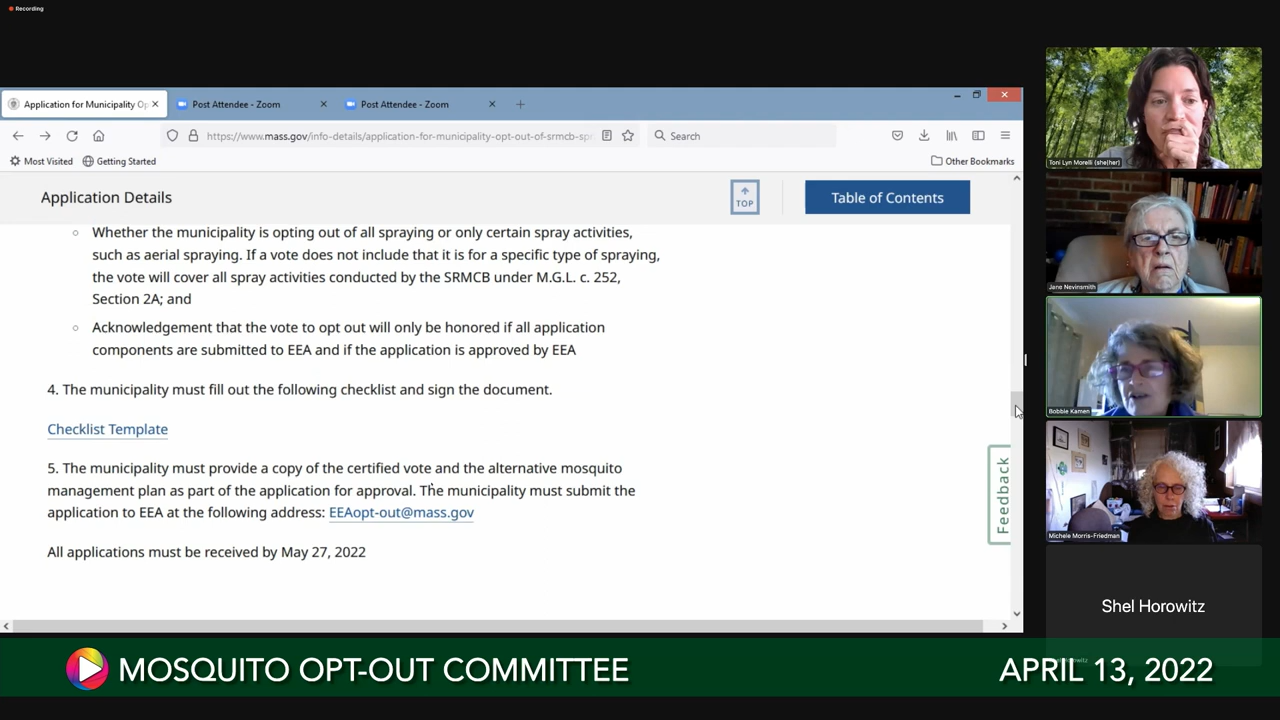 Recording
Application for Municipality Op
Post Attendee - Zoom
Post Attendee - Zoom
https://www.mass.gov/info-details/application-for-municipality-opt-out-of-srmcb-spr
Search
Most Visited
Getting Started
Other Bookmarks
Application Details
TOP
Table of Contents
Whether the municipality is opting out of all spraying or only certain spray activities,
such as aerial spraying. If a vote does not include that it is for a specific type of spraying,
the vote will cover all spray activities conducted by the SRMCB under M.G.L. c. 252,
Section 2A; and
Acknowledgement that the vote to opt out will only be honored if all application
components are submitted to EEA and if the application is approved by EEA
4. The municipality must fill out the following checklist and sign the document.
Checklist Template
5. The municipality must provide a copy of the certified vote and the alternative mosquito
management plan as part of the application for approval. The municipality must submit the
application to EEA at the following address: EEAopt-out@mass.gov
All applications must be received by May 27, 2022
Feedback
Toni Lyn Morelli (she|her)
Jane Nevinsmith
Bobbie Kamen
Michele Morris-Friedman
Shel Horowitz
MOSQUITO OPT-OUT COMMITTEE
APRIL 13, 2022